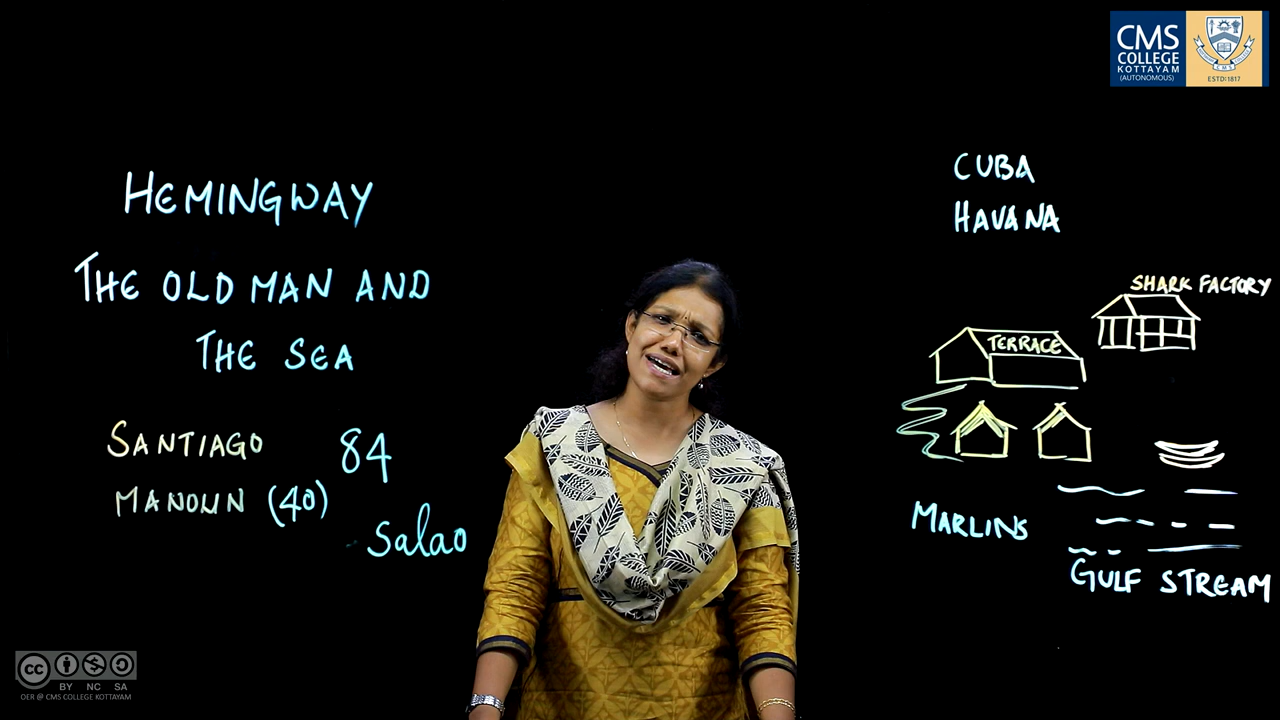 HEMINGWAY
THE OLD MAN AND
THE SEA
SANTIAGO 84
MANOLIN (40)
Salao
CMS
COLLEGE
KOTTAYAM
(AUTONOMOUS)
ESTD:1817
CUBA
HAVANA
SHARK FACTORY
TERRACE
MARLINS
GULF STREAM
cc
BY NC SA
OER @ CMS COLLEGE KOTTAYAM